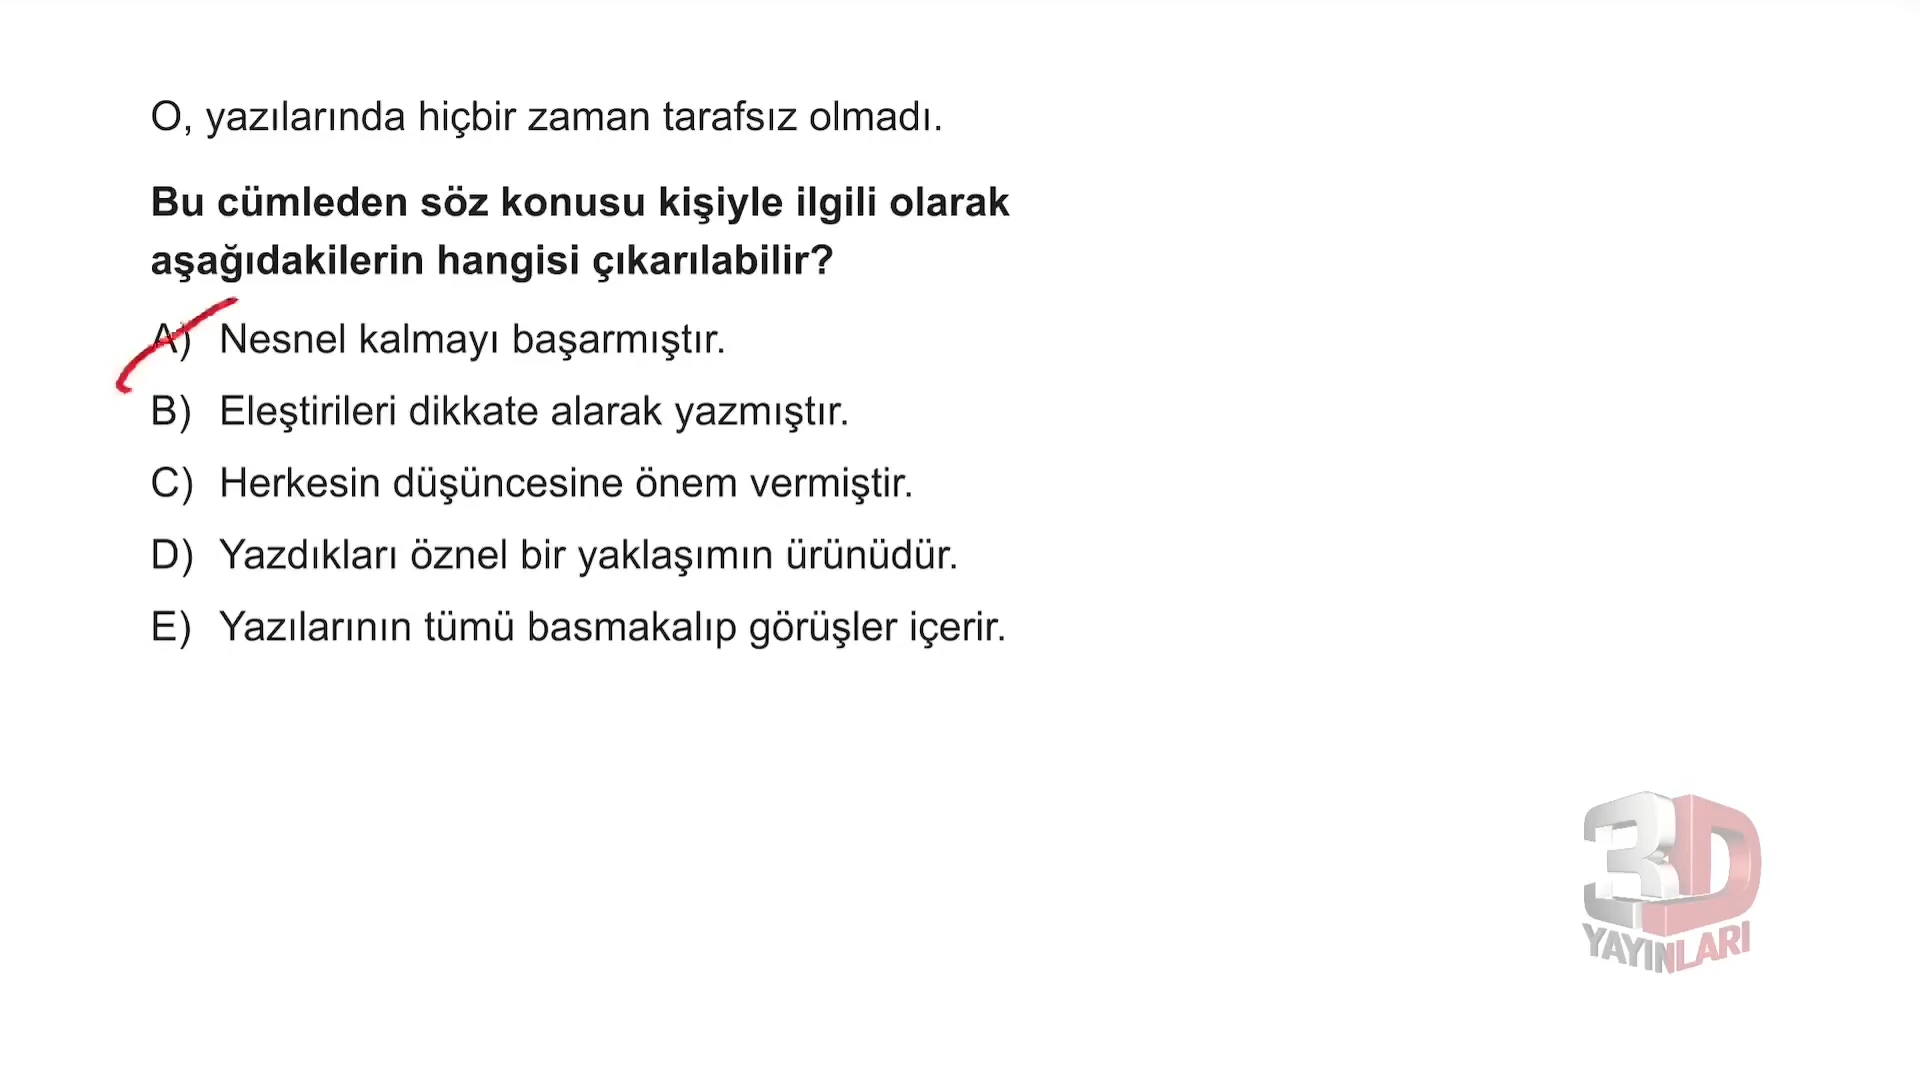 O, yazılarında hiçbir zaman tarafsız olmadı.
Bu cümleden söz konusu kişiyle ilgili olarak
aşağıdakilerin hangisi çıkarılabilir?
A) Nesnel kalmayı başarmıştır.
B) Eleştirileri dikkate alarak yazmıştır.
C) Herkesin düşüncesine önem vermiştir.
D) Yazdıkları öznel bir yaklaşımın ürünüdür.
E) Yazılarının tümü basmakalıp görüşler içerir.
3D
YAYINLARI